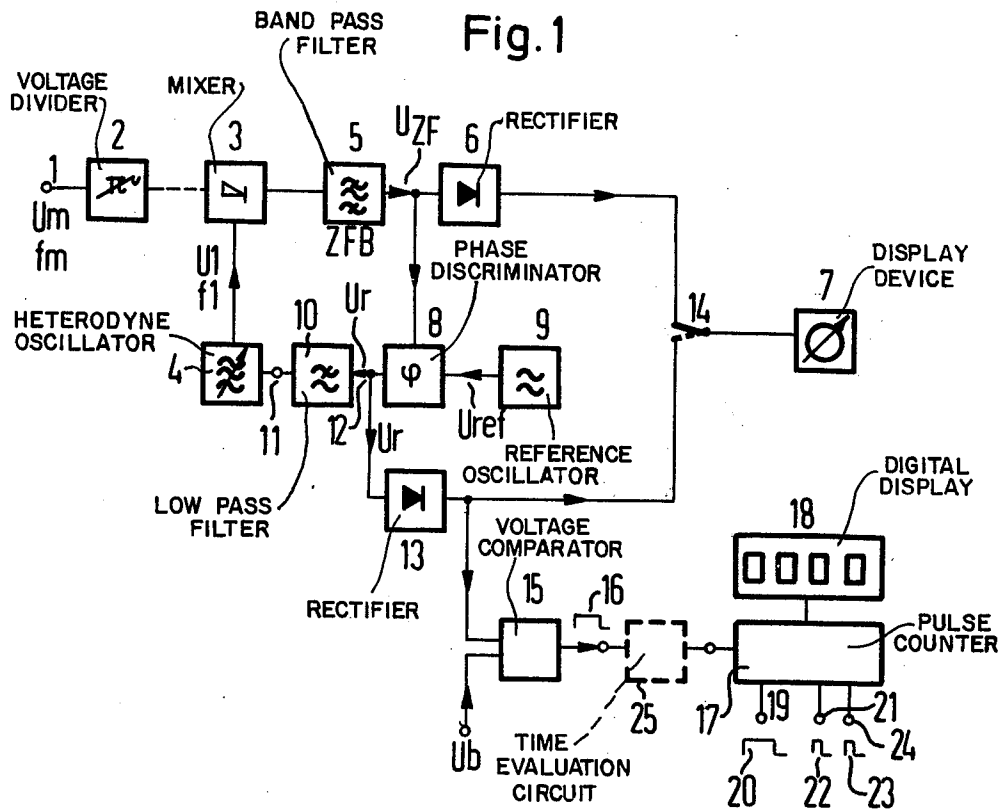 Fig.1
BAND PASS
FILTER
VOLTAGE
DIVIDER
MIXER
RECTIFIER
1
2
3
5
U ZF
6
Um
fm
ZFB
PHASE
DISCRIMINATOR
DISPLAY
DEVICE
U1
f1
HETERODYNE
OSCILLATOR
4
10
Ur
8
9
14
7
φ
11
12
Ur
Uref
REFERENCE
OSCILLATOR
LOW PASS
FILTER
13
RECTIFIER
VOLTAGE
COMPARATOR
DIGITAL
DISPLAY
18
15
16
PULSE
COUNTER
25
17
19
21
24
Ub
TIME
EVALUATION
CIRCUIT
20
22
23